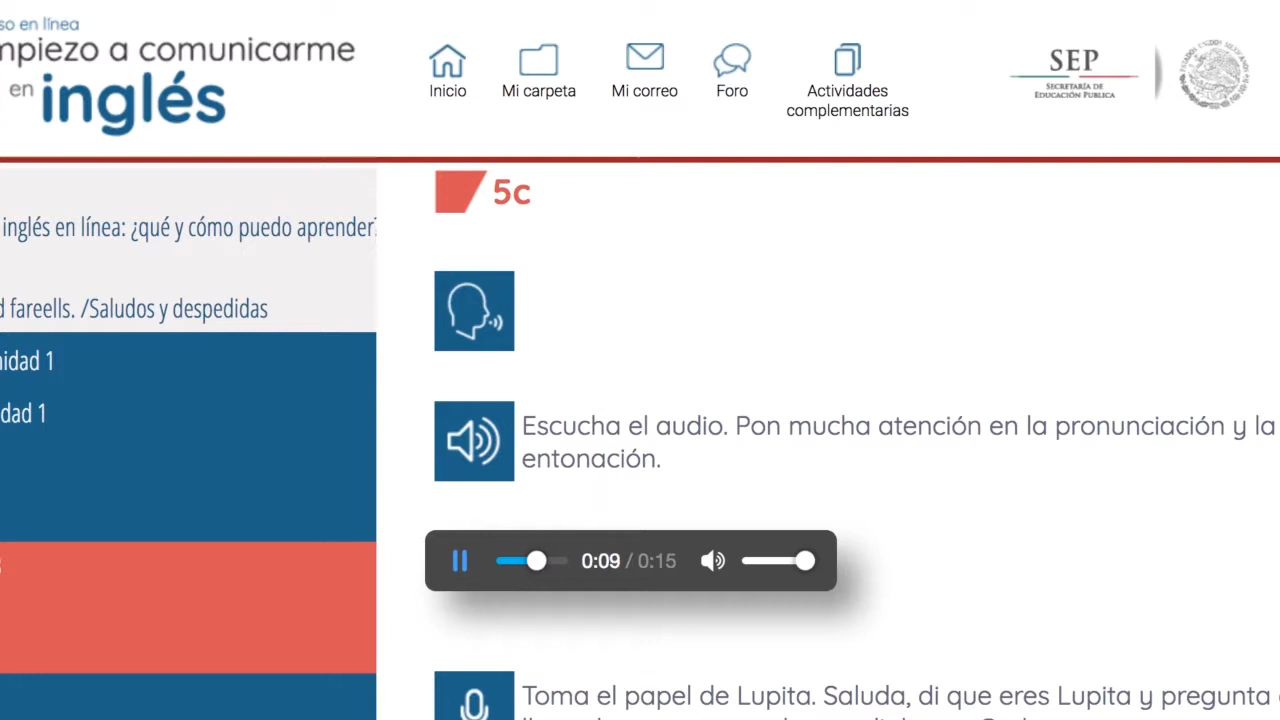 so en línea
mpiezo a comunicarme
en inglés
Inicio
Mi carpeta
Mi correo
Foro
Actividades
complementarias
SEP
SECRETARÍA DE
EDUCACIÓN PÚBLICA
inglés en línea: ¿qué y cómo puedo aprender?
d fareells. /Saludos y despedidas
nidad 1
dad 1
5c
Escucha el audio. Pon mucha atención en la pronunciación y la
entonación.
0:09 / 0:15
Toma el papel de Lupita. Saluda, di que eres Lupita y pregunta